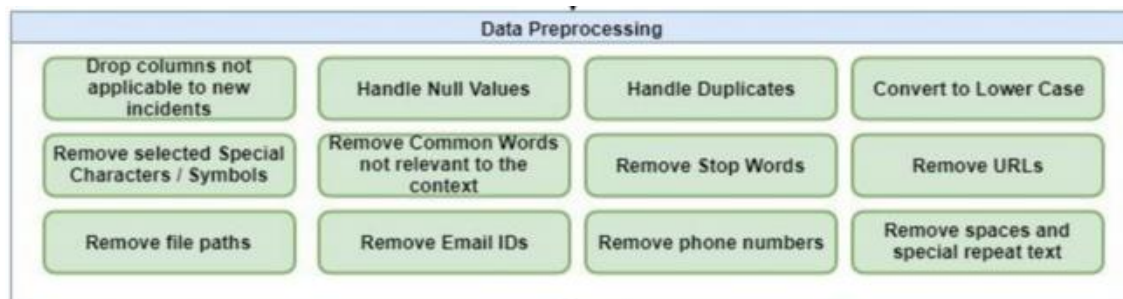 Data Preprocessing
Drop columns not
applicable to new
incidents
Handle Null Values
Handle Duplicates
Convert to Lower Case
Remove selected Special
Characters / Symbols
Remove Common Words
not relevant to the
context
Remove Stop Words
Remove URLs
Remove file paths
Remove Email IDs
Remove phone numbers
Remove spaces and
special repeat text